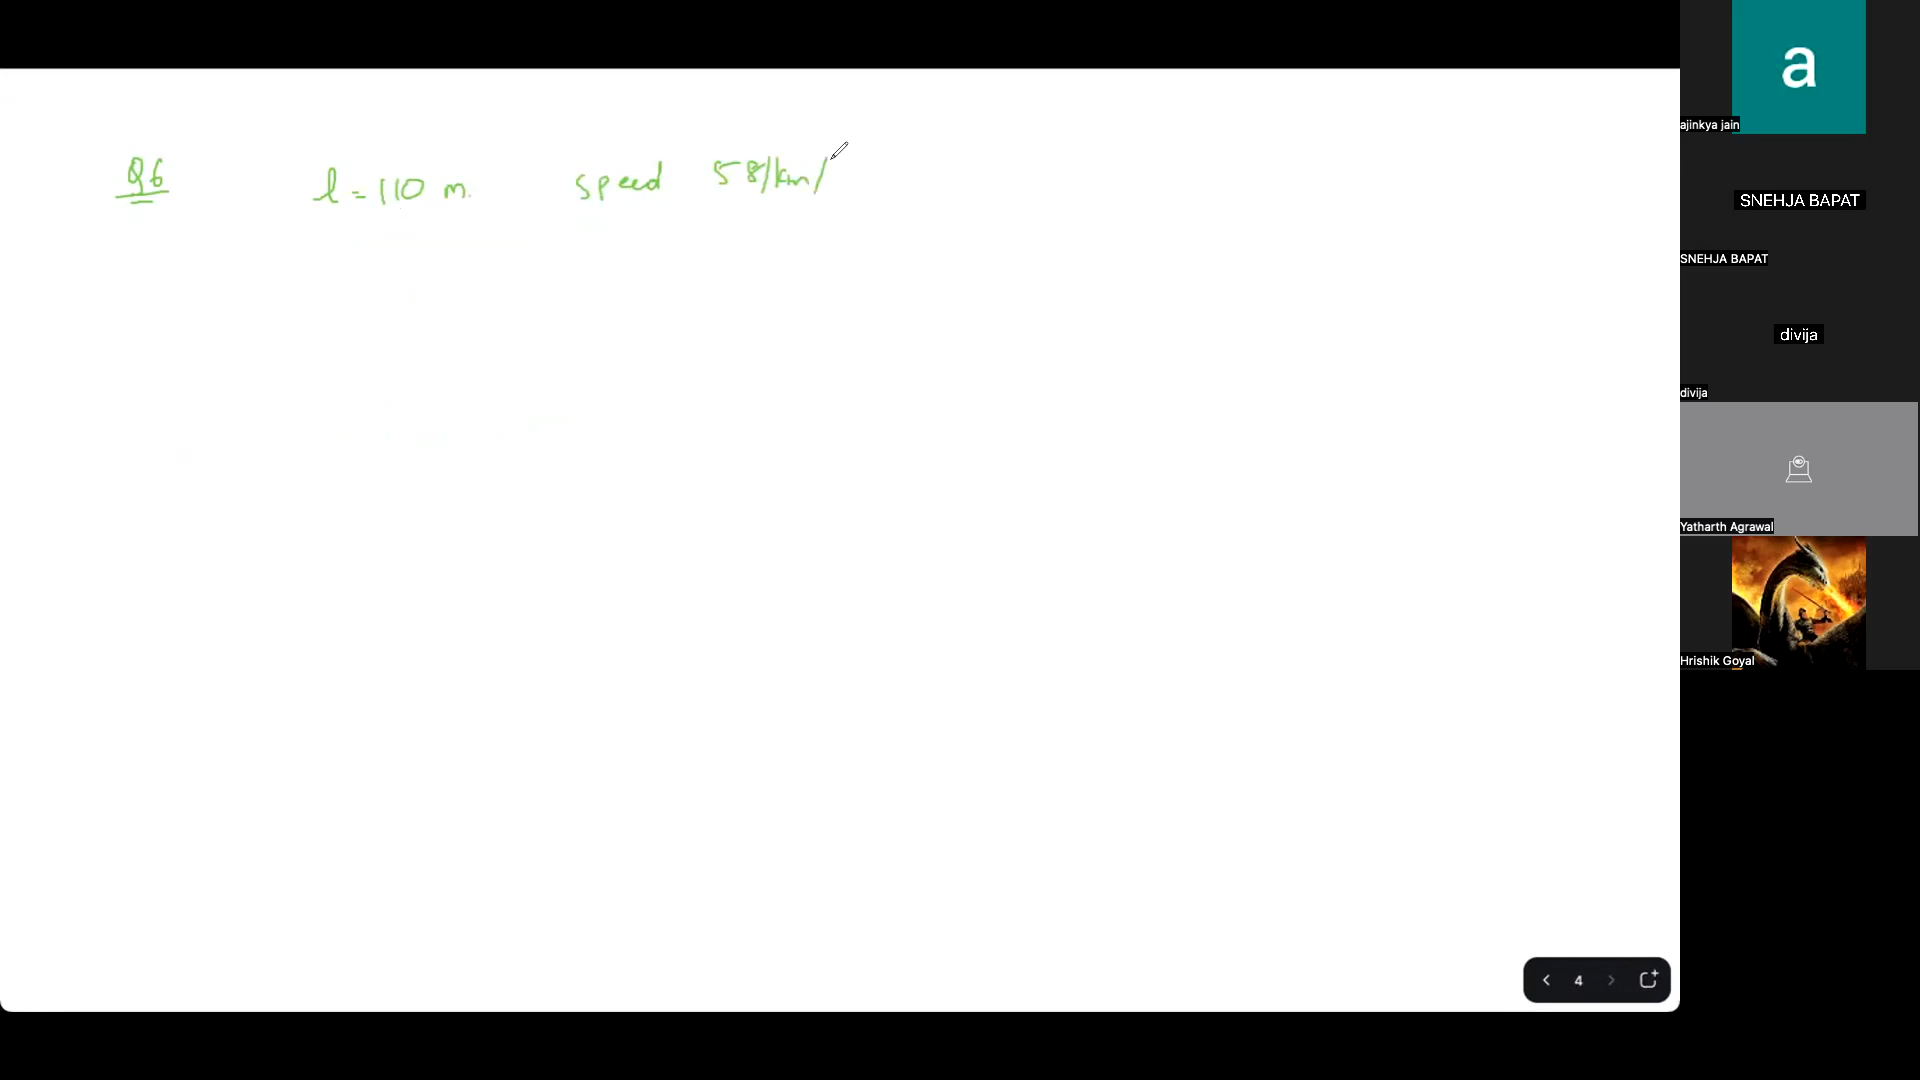 Q6 l = 110 m. speed 58/km/
a
ajinkya jain
SNEHJA BAPAT
SNEHJA BAPAT
divija
divija
Yatharth Agrawal
Hrishik Goyal
4